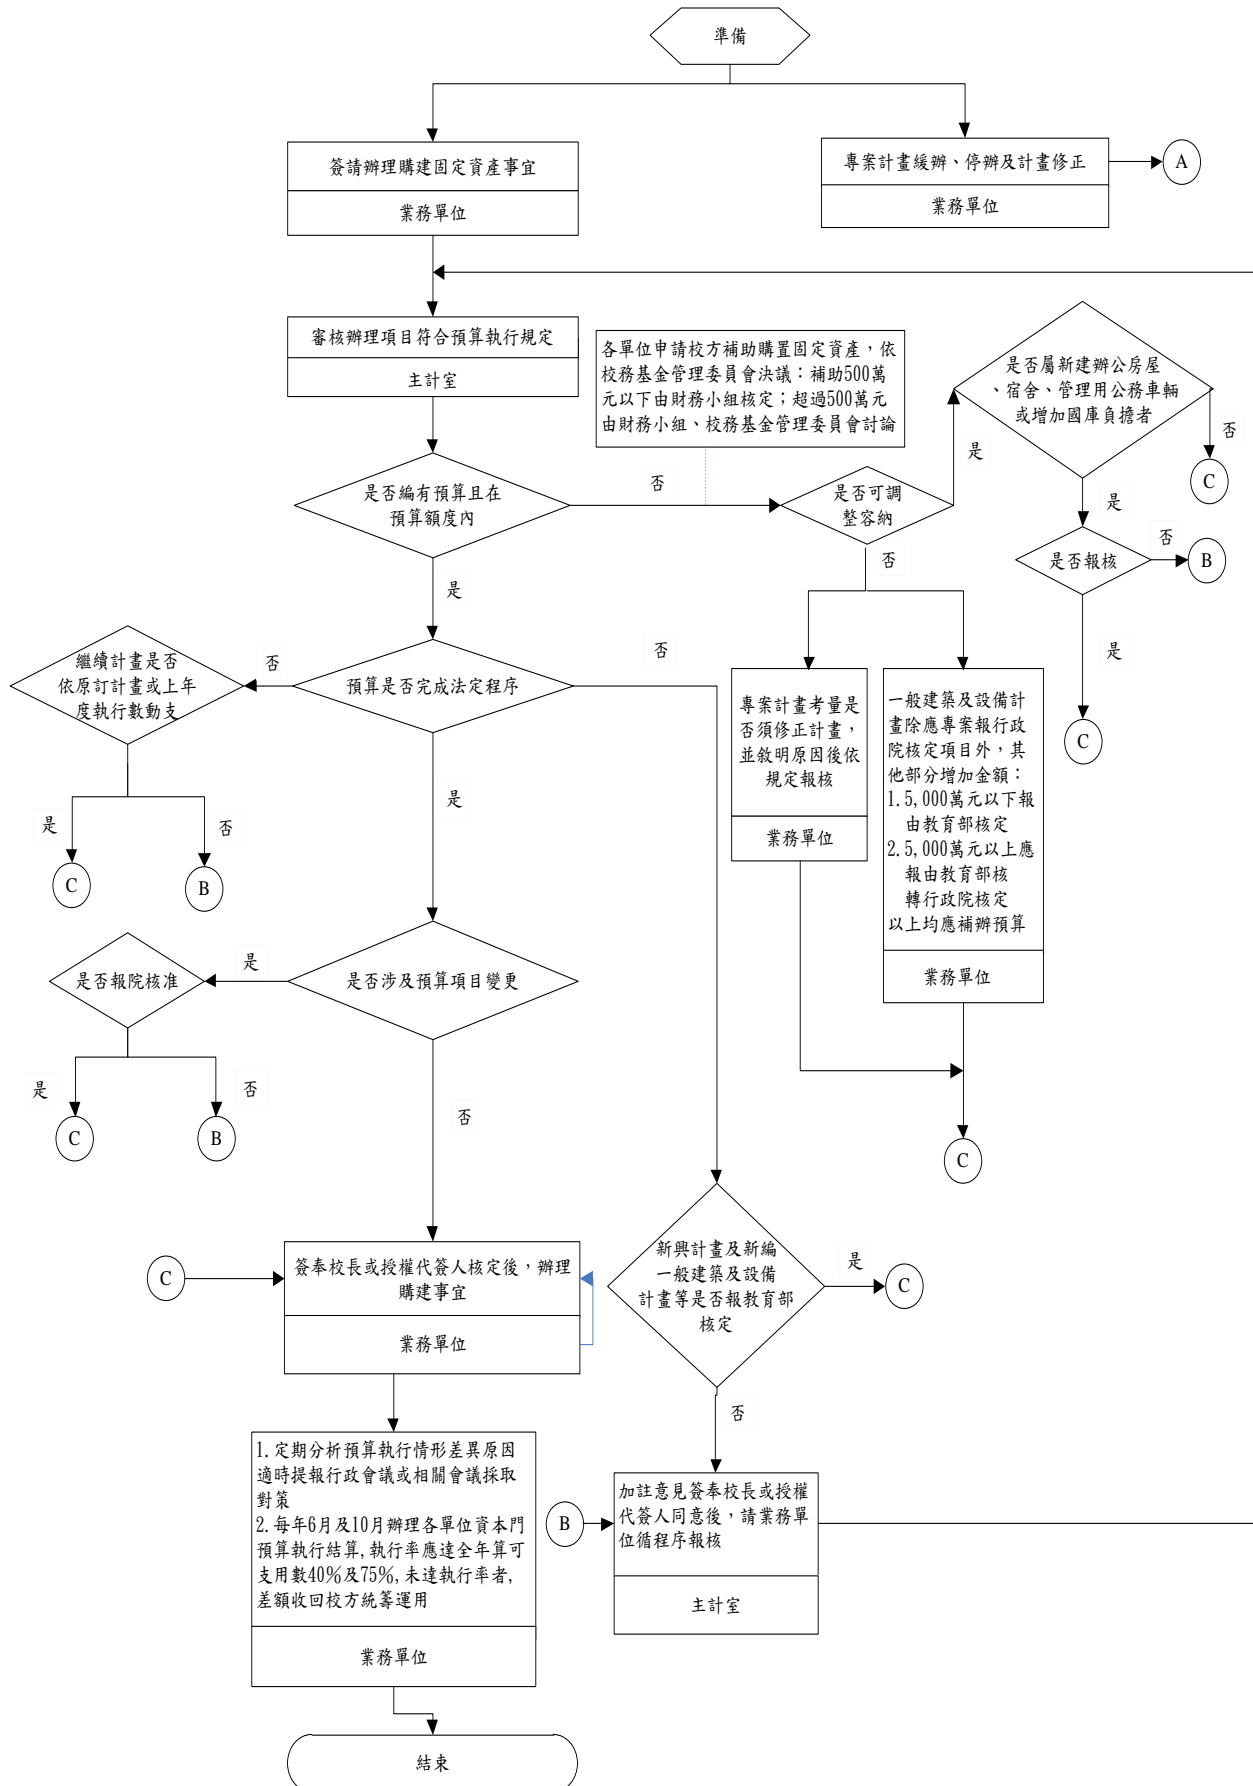 準備
簽請辦理購建固定資產事宜
業務單位
專案計畫緩辦、停辦及計畫修正
業務單位
A
審核辦理項目符合預算執行規定
主計室
各單位申請校方補助購置固定資產，依
校務基金管理委員會決議：補助500萬
元以下由財務小組核定；超過500萬元
由財務小組、校務基金管理委員會討論
是否屬新建辦公房屋
、宿舍、管理用公務車輛
或增加國庫負擔者
否
C
是
是否編有預算且在
預算額度內
否
是否可調
整容納
是
是否報核
否
B
是
C
否
是
繼續計畫是否
依原訂計畫或上年
度執行數動支
否
預算是否完成法定程序
否
是
C
否
B
是
專案計畫考量是
否須修正計畫，
並敘明原因後依
規定報核
業務單位
一般建築及設備計
畫除應專案報行政
院核定項目外，其
他部分增加金額：
1.5,000萬元以下報
由教育部核定
2.5,000萬元以上應
報由教育部核
轉行政院核定
以上均應補辦預算
業務單位
C
是否報院核准
是
是否涉及預算項目變更
是
C
否
B
否
C
簽奉校長或授權代簽人核定後，辦理
購建事宜
業務單位
新興計畫及新編
一般建築及設備
計畫等是否報教育部
核定
是
C
否
1.定期分析預算執行情形差異原因
適時提報行政會議或相關會議採取
對策
2.每年6月及10月辦理各單位資本門
預算執行結算,執行率應達全年算可
支用數40%及75%,未達執行率者,
差額收回校方統籌運用
業務單位
B
加註意見簽奉校長或授權
代簽人同意後，請業務單
位循程序報核
主計室
結束